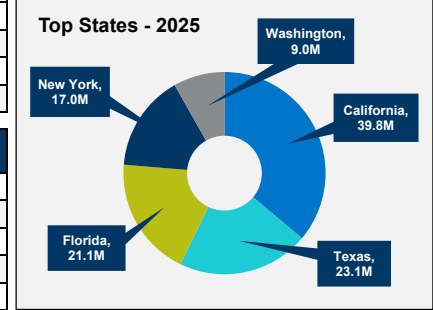 Top States - 2025
Washington,
9.0M
New York,
17.0M
California,
39.8M
Florida,
21.1M
Texas,
23.1M